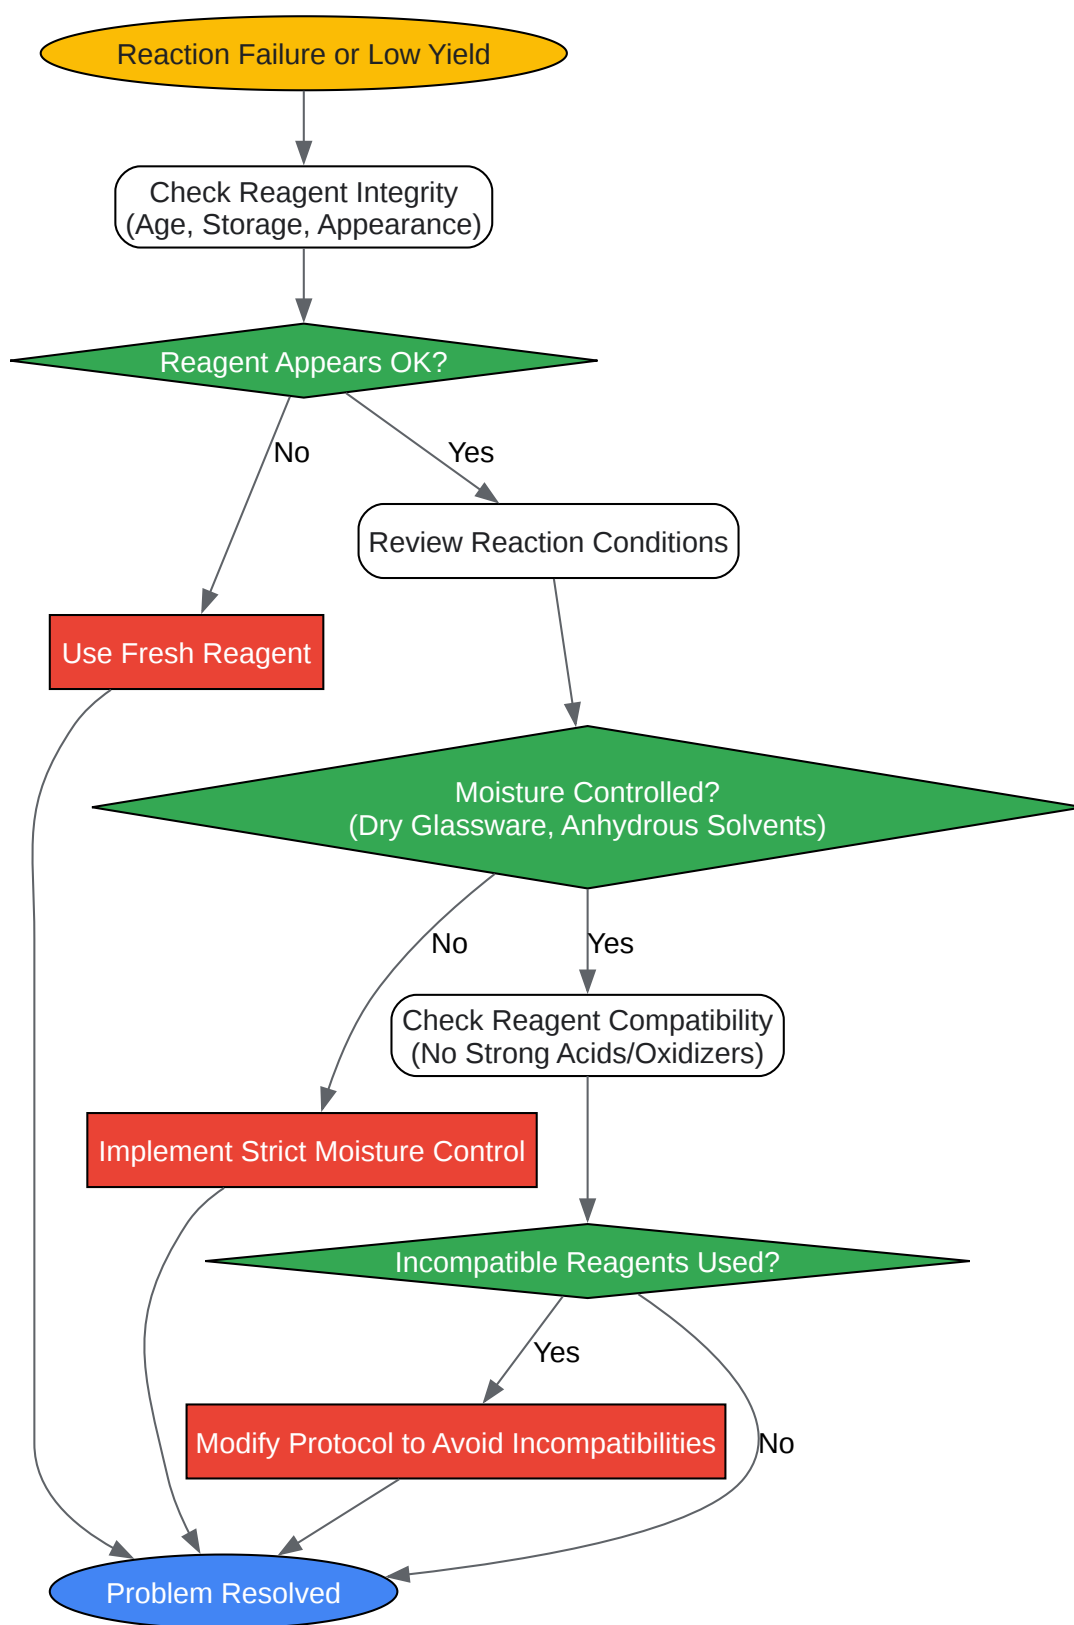 Reaction Failure or Low Yield
Check Reagent Integrity
(Age, Storage, Appearance)
Reagent Appears OK?
No
Yes
Review Reaction Conditions
Use Fresh Reagent
Moisture Controlled?
(Dry Glassware, Anhydrous Solvents)
No
Yes
Check Reagent Compatibility
(No Strong Acids/Oxidizers)
Implement Strict Moisture Control
Incompatible Reagents Used?
Yes
Modify Protocol to Avoid Incompatibilities
No
Problem Resolved